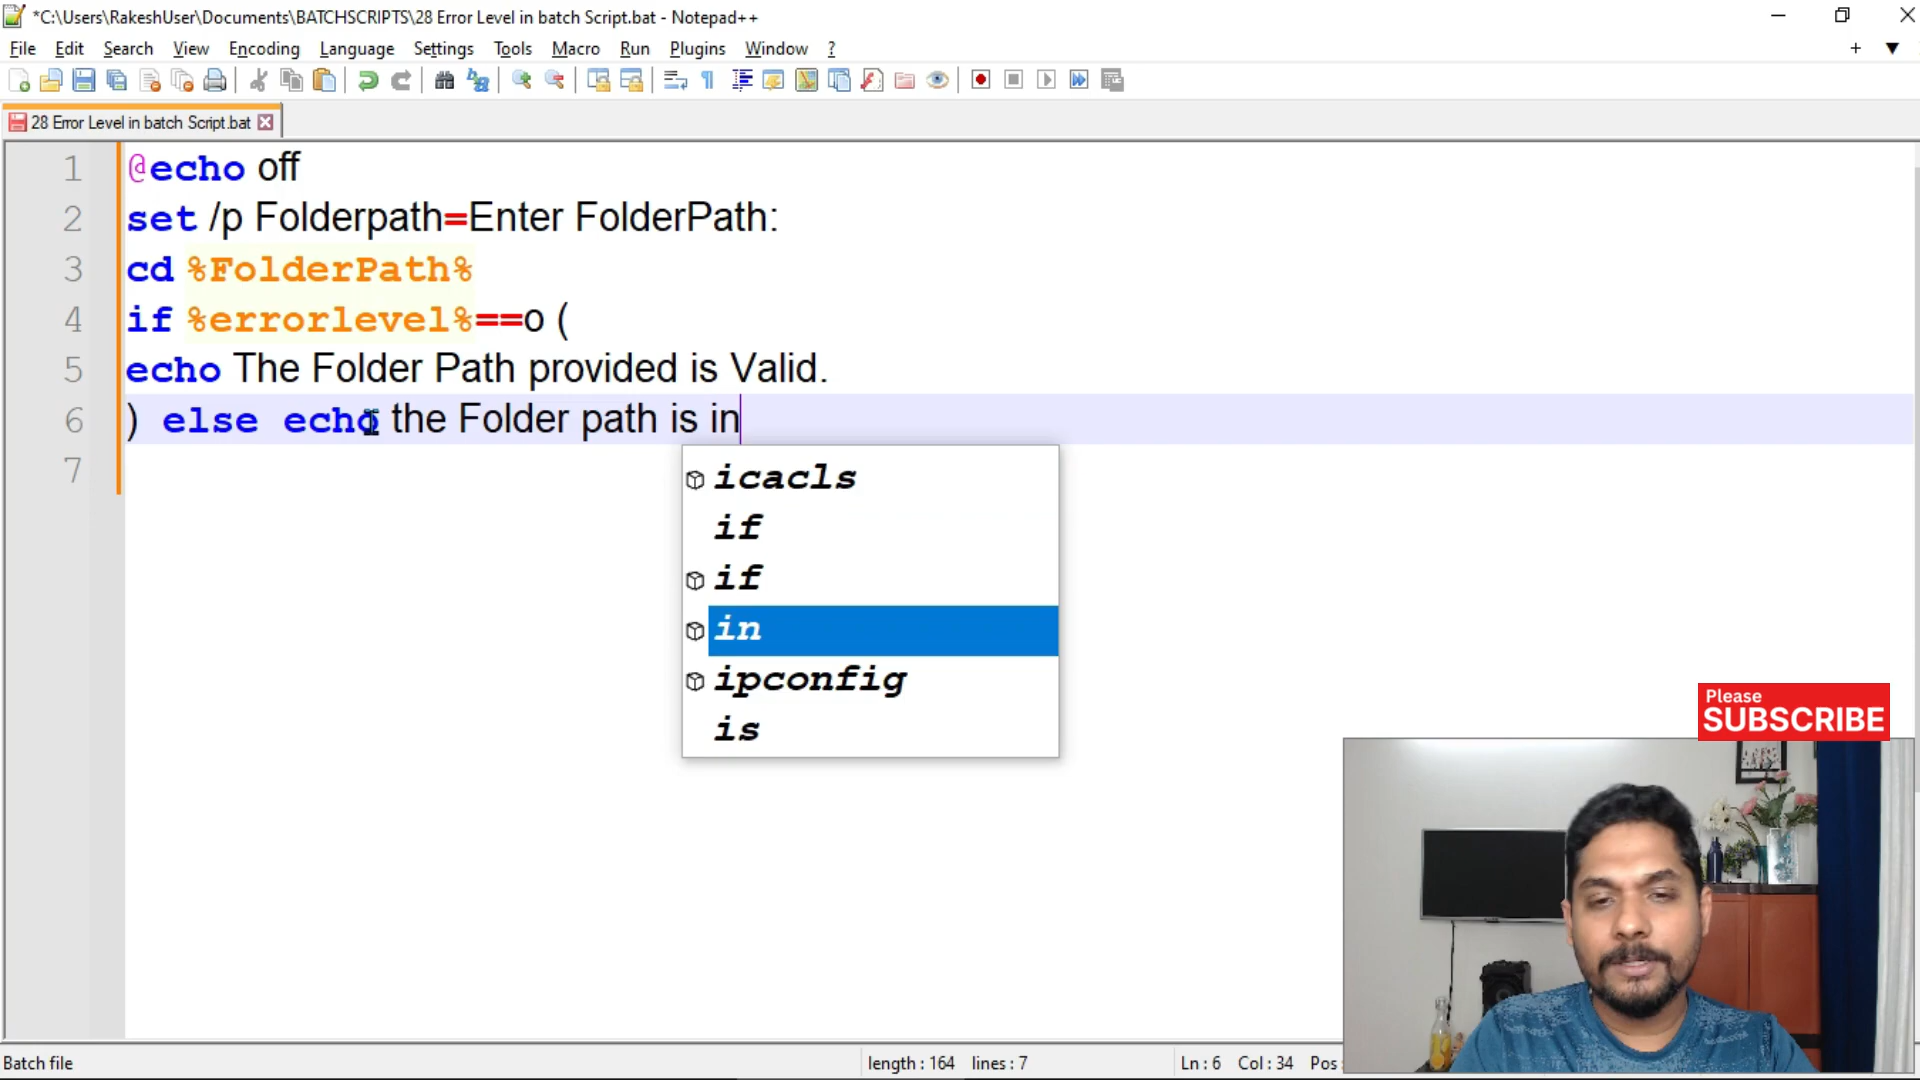 *C:\Users\RakeshUser\Documents\BATCHSCRIPTS\28 Error Level in batch Script.bat - Notepad++
File Edit Search View Encoding Language Settings Tools Macro Run Plugins Window ?
+ ▼
28 Error Level in batch Script.bat
1 @echo off
2 set /p Folderpath=Enter FolderPath:
3 cd %FolderPath%
4 if %errorlevel%==o (
5 echo The Folder Path provided is Valid.
6 ) else echo the Folder path is in
7
icacls
if
if
in
ipconfig
is
Please
SUBSCRIBE
Batch file length : 164 lines : 7 Ln : 6 Col : 34 Pos :